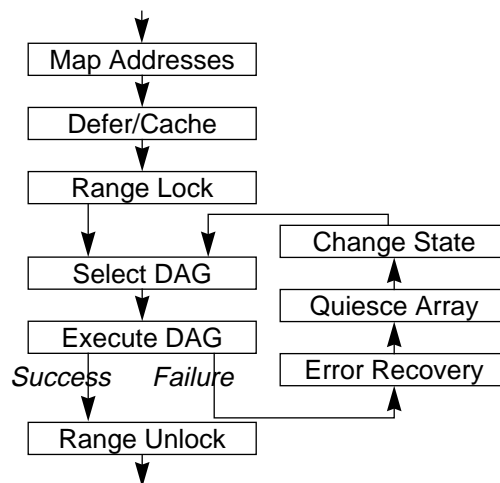 Map Addresses
Defer/Cache
Range Lock
Change State
Select DAG
Quiesce Array
Execute DAG
Success Failure
Error Recovery
Range Unlock